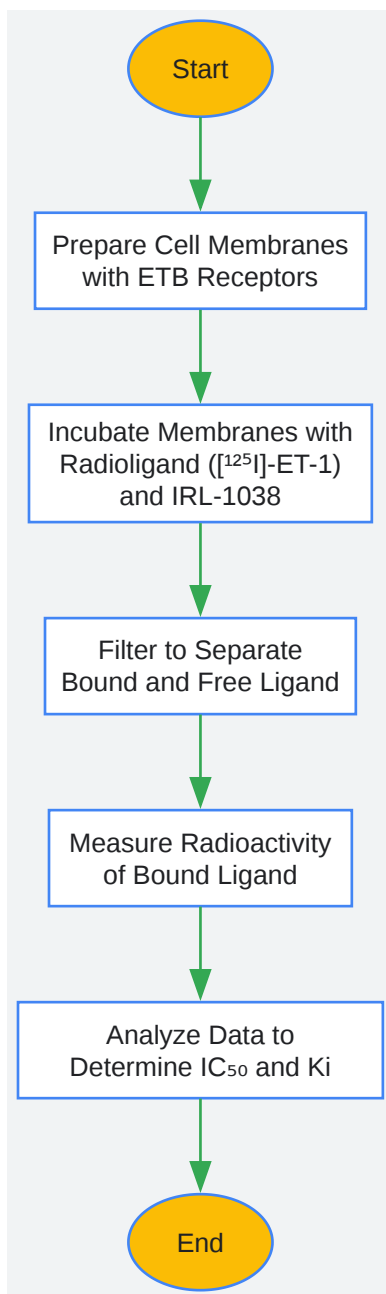 Start
Prepare Cell Membranes
with ETB Receptors
Incubate Membranes with
Radioligand ([¹²⁵I]-ET-1)
and IRL-1038
Filter to Separate
Bound and Free Ligand
Measure Radioactivity
of Bound Ligand
Analyze Data to
Determine IC₅₀ and Ki
End